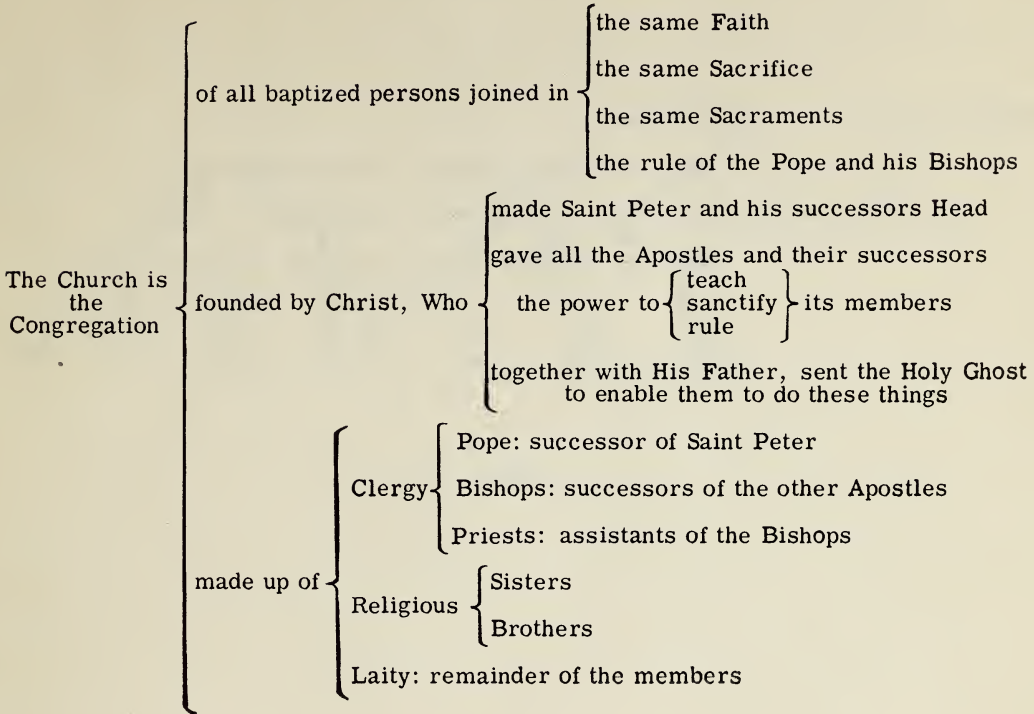 the same Faith
the same Sacrifice
of all baptized persons joined in
the same Sacraments
the rule of the Pope and his Bishops
made Saint Peter and his successors Head
gave all the Apostles and their successors
The Church is
the
Congregation
founded by Christ, Who
the power to
teach
sanctify
rule
its members
together with His Father, sent the Holy Ghost
to enable them to do these things
made up of
Clergy
Pope: successor of Saint Peter
Bishops: successors of the other Apostles
Priests: assistants of the Bishops
Religious
Sisters
Brothers
Laity: remainder of the members